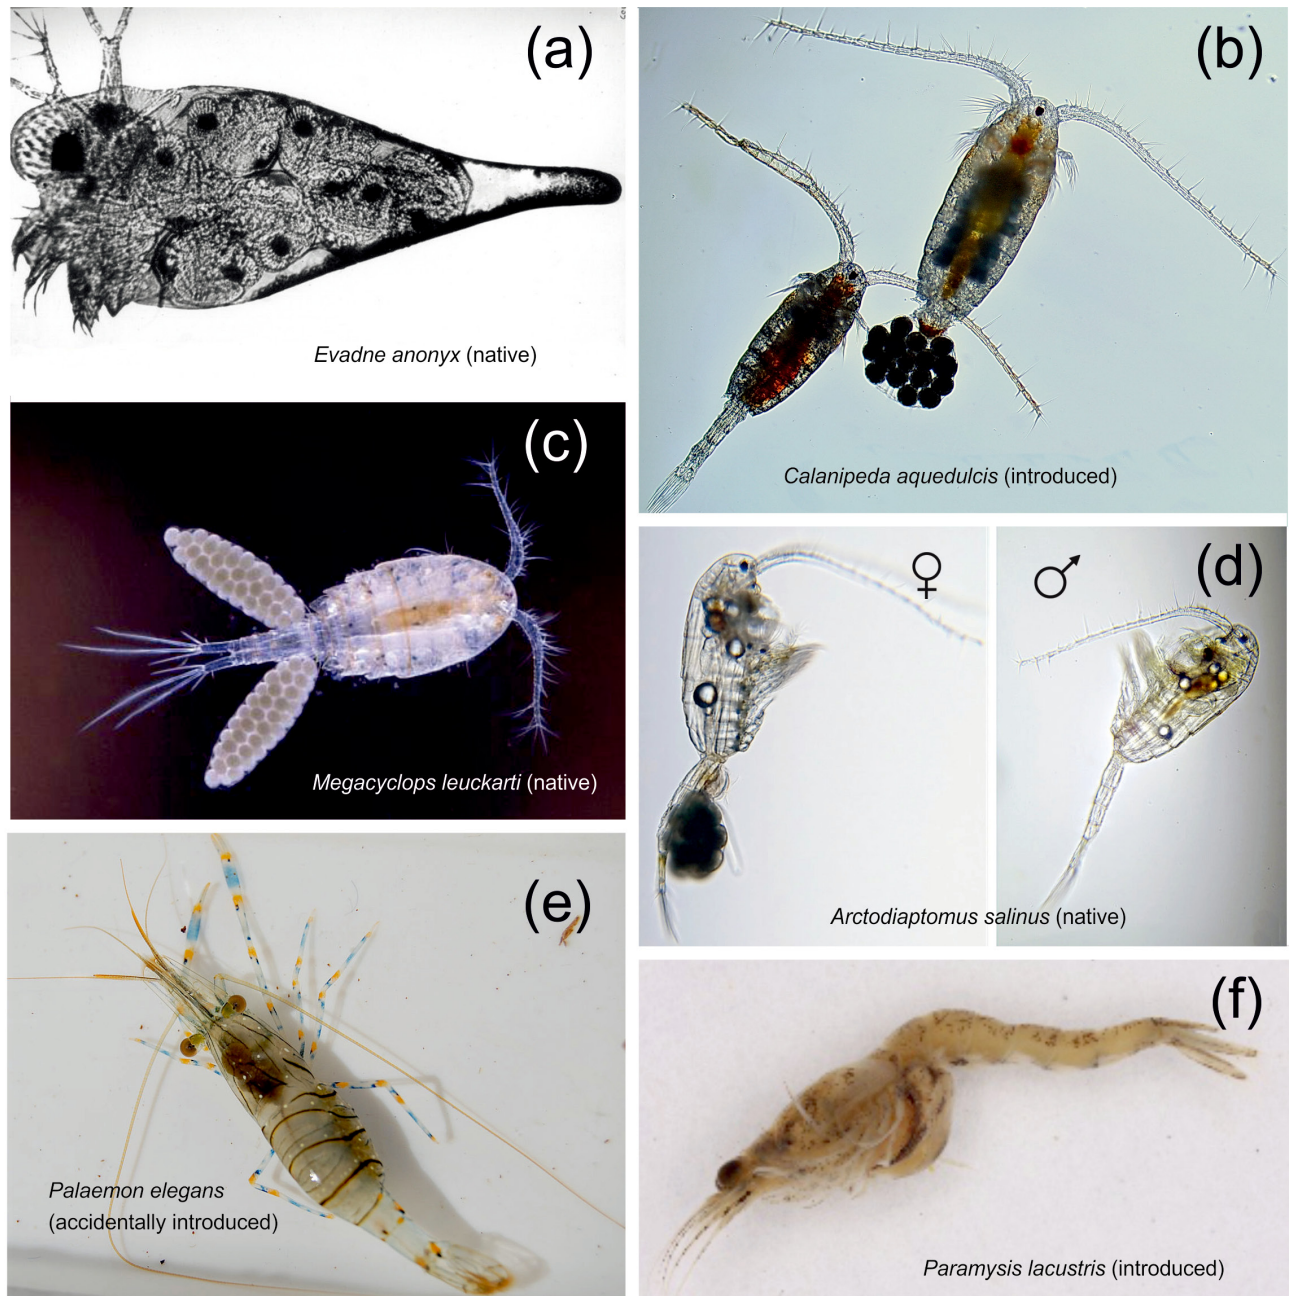 (a)
Evadne anonyx (native)
(b)
Calanipeda aquedulcis (introduced)
(c)
Megacyclops leuckarti (native)
♀
♂
(d)
Arctodiaptomus salinus (native)
(e)
Palaemon elegans
(accidentally introduced)
(f)
Paramysis lacustris (introduced)